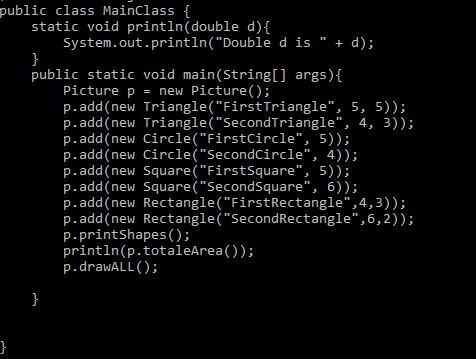 public class MainClass {
    static void println(double d){
        System.out.println("Double d is " + d);
    }
    public static void main(String[] args){
        Picture p = new Picture();
        p.add(new Triangle("FirstTriangle", 5, 5));
        p.add(new Triangle("SecondTriangle", 4, 3));
        p.add(new Circle("FirstCircle", 5));
        p.add(new Circle("SecondCircle", 4));
        p.add(new Square("FirstSquare", 5));
        p.add(new Square("SecondSquare", 6));
        p.add(new Rectangle("FirstRectangle",4,3));
        p.add(new Rectangle("SecondRectangle",6,2));
        p.printShapes();
        println(p.totaleArea());
        p.drawALL();
    }
}